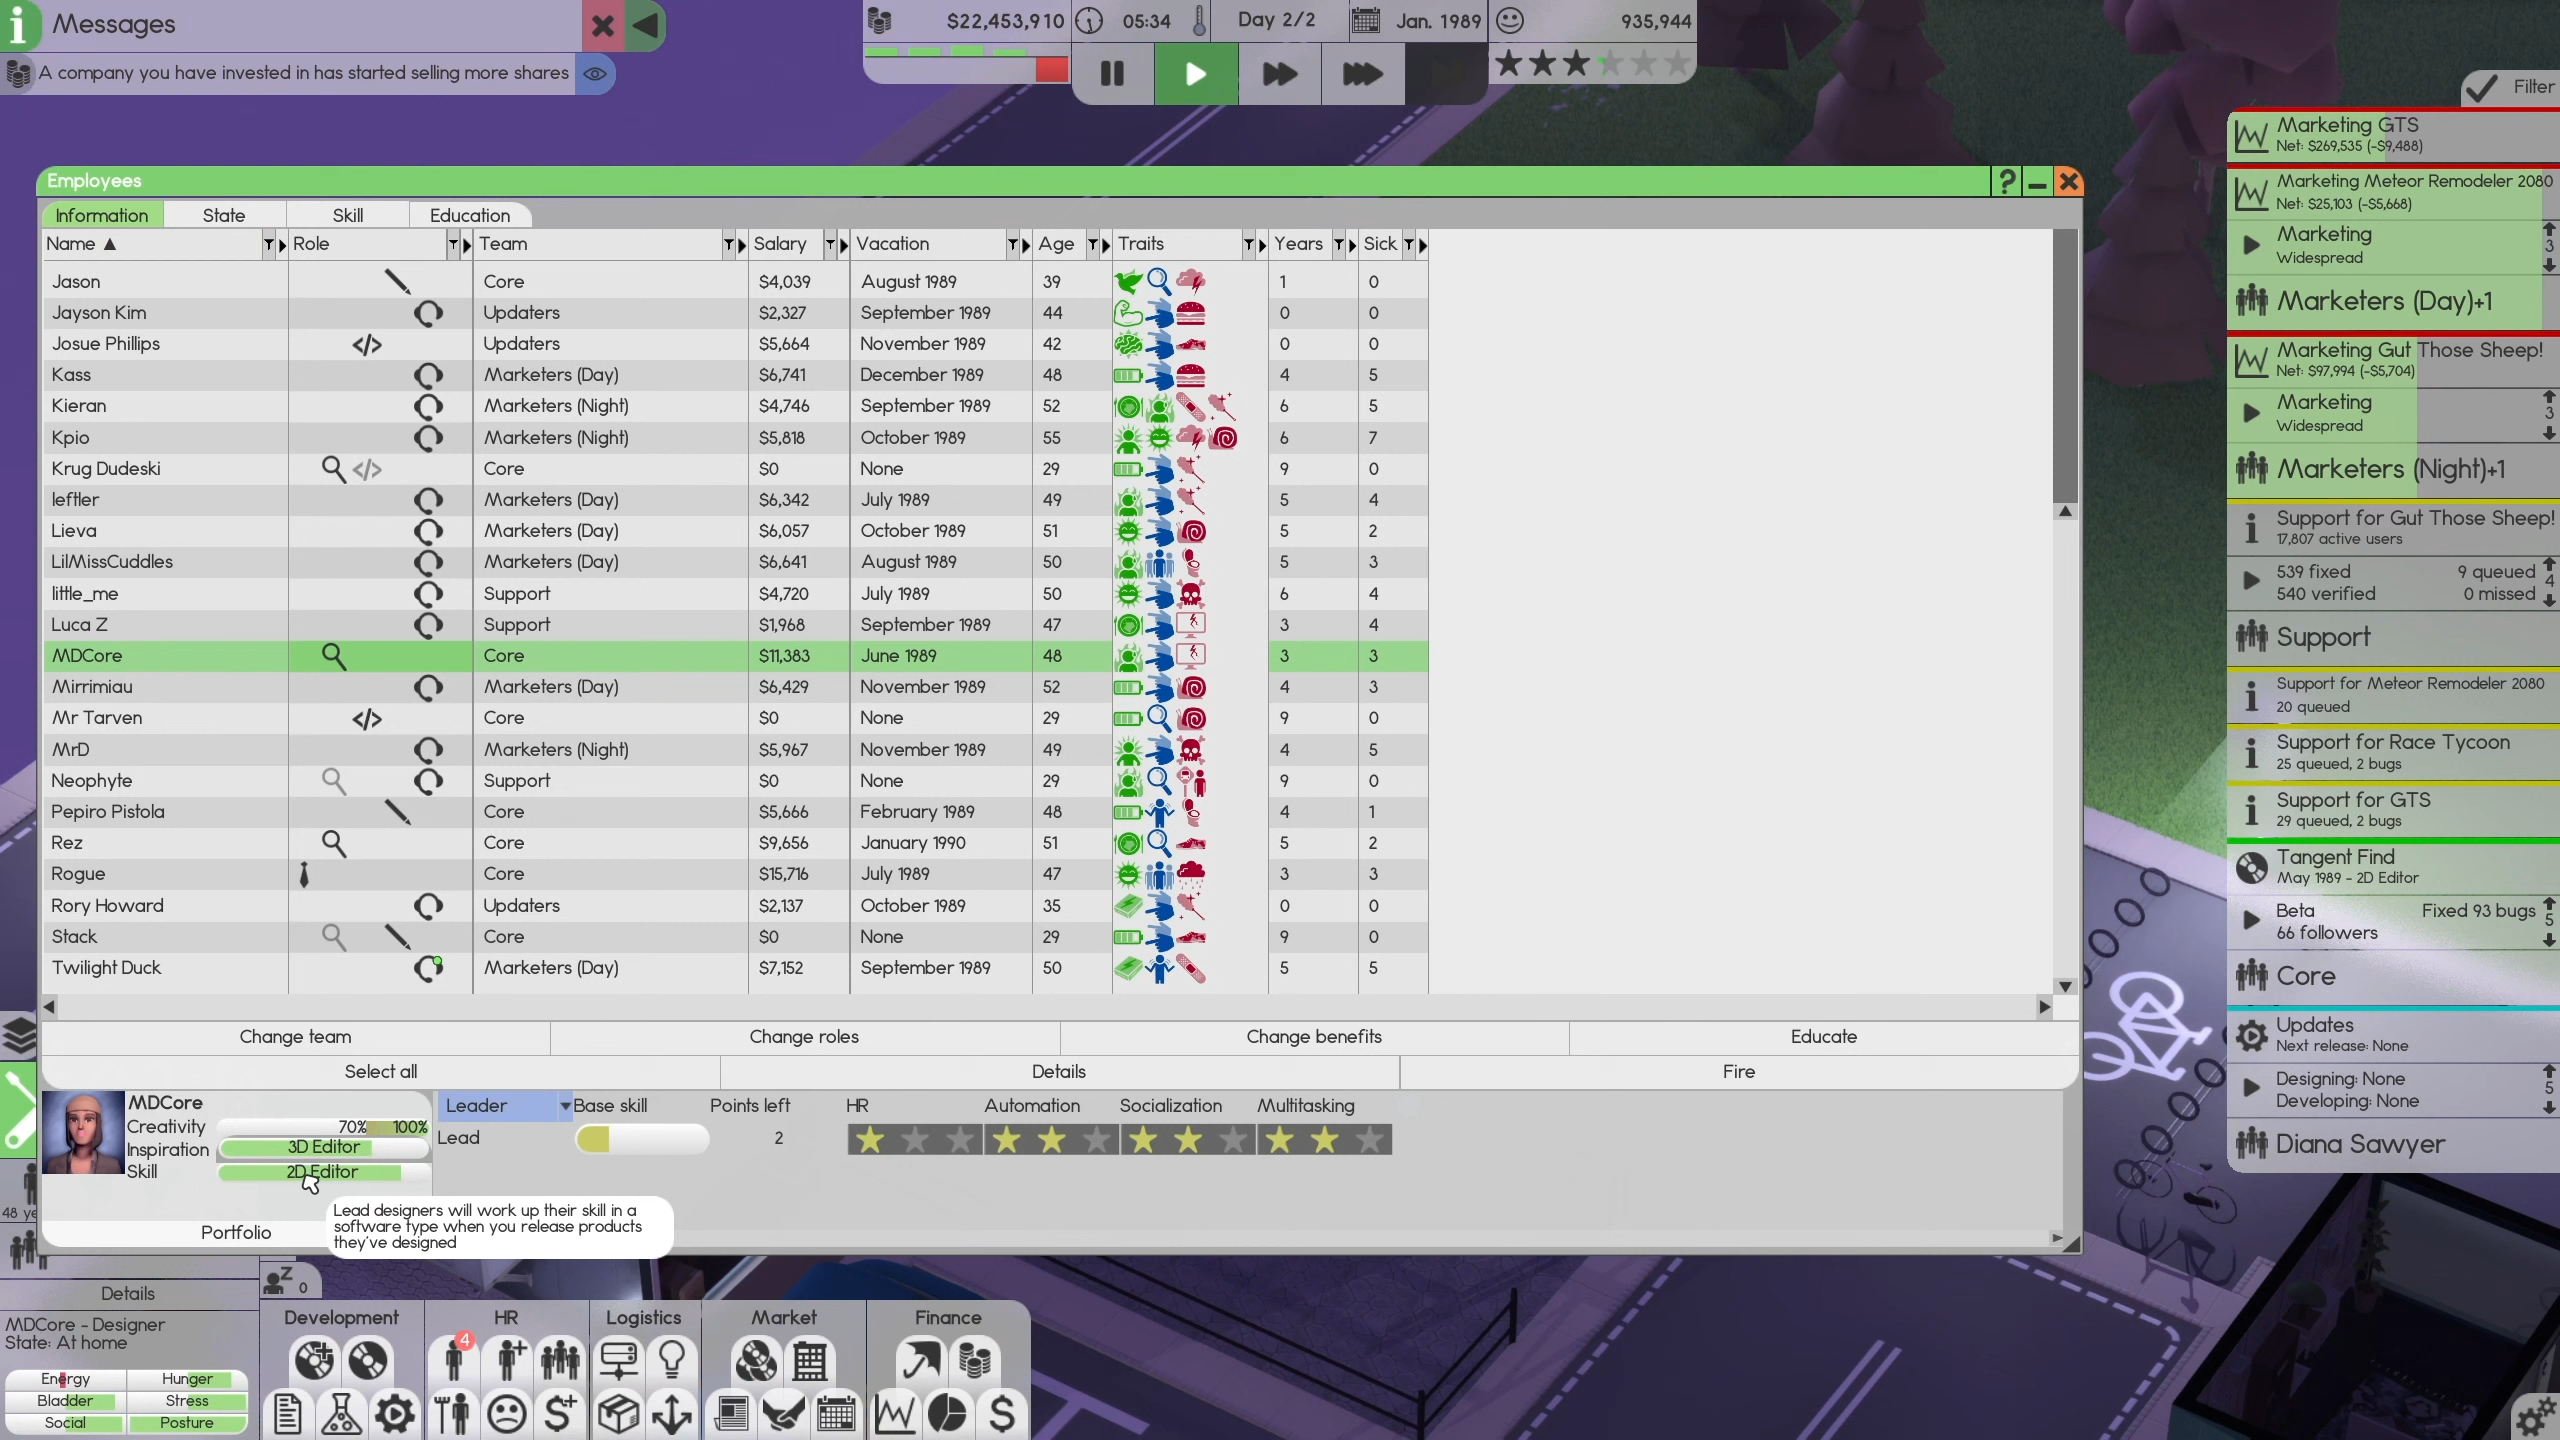 Messages
A company you have invested in has started selling more shares
$22,453,910
05:34
Day 2/2
Jan. 1989
935,944
Filter
Employees
?
Information State Skill Education
Name Role Team Salary Vacation Age Traits Years Sick
Jason Core $4,039 August 1989 39 1 0
Jayson Kim Updaters $2,327 September 1989 44 0 0
Josue Phillips </> Updaters $5,664 November 1989 42 0 0
Kass Marketers (Day) $6,741 December 1989 48 4 5
Kieran Marketers (Night) $4,746 September 1989 52 6 5
Kpio Marketers (Night) $5,818 October 1989 55 6 7
Krug Dudeski </> Core $0 None 29 9 0
leftler Marketers (Day) $6,342 July 1989 49 5 4
Lieva Marketers (Day) $6,057 October 1989 51 5 2
LilMissCuddles Marketers (Day) $6,641 August 1989 50 5 3
little_me Support $4,720 July 1989 50 6 4
Luca Z Support $1,968 September 1989 47 3 4
MDCore Core $11,383 June 1989 48 3 3
Mirrimiau Marketers (Day) $6,429 November 1989 52 4 3
Mr Tarven </> Core $0 None 29 9 0
MrD Marketers (Night) $5,967 November 1989 49 4 5
Neophyte Support $0 None 29 9 0
Pepiro Pistola Core $5,666 February 1989 48 4 1
Rez Core $9,656 January 1990 51 5 2
Rogue Core $15,716 July 1989 47 3 3
Rory Howard Updaters $2,137 October 1989 35 0 0
Stack Core $0 None 29 9 0
Twilight Duck Marketers (Day) $7,152 September 1989 50 5 5
Change team Change roles Change benefits Educate
Select all Details Fire
MDCore
Creativity 70% 100%
Inspiration 3D Editor
Skill 2D Editor
Portfolio
Leader Base skill Points left HR Automation Socialization Multitasking
Lead 2
Lead designers will work up their skill in a
software type when you release products
they've designed
Marketing GTS
Net: $269,535 (-$9,488)
Marketing Meteor Remodeler 2080
Net: $25,103 (-$5,668)
Marketing
Widespread
3
Marketers (Day)+1
Marketing Gut Those Sheep!
Net: $97,994 (-$5,704)
Marketing
Widespread
3
Marketers (Night)+1
Support for Gut Those Sheep!
17,807 active users
539 fixed 9 queued
540 verified 0 missed
4
Support
Support for Meteor Remodeler 2080
20 queued
Support for Race Tycoon
25 queued, 2 bugs
Support for GTS
29 queued, 2 bugs
Tangent Find
May 1989 - 2D Editor
Beta Fixed 93 bugs
66 followers
5
Core
Updates
Next release: None
Designing: None
Developing: None
5
Diana Sawyer
48 ye
Details
MDCore - Designer
State: At home
Energy Hunger
Bladder Stress
Social Posture
Z 0
Development HR Logistics Market Finance
4